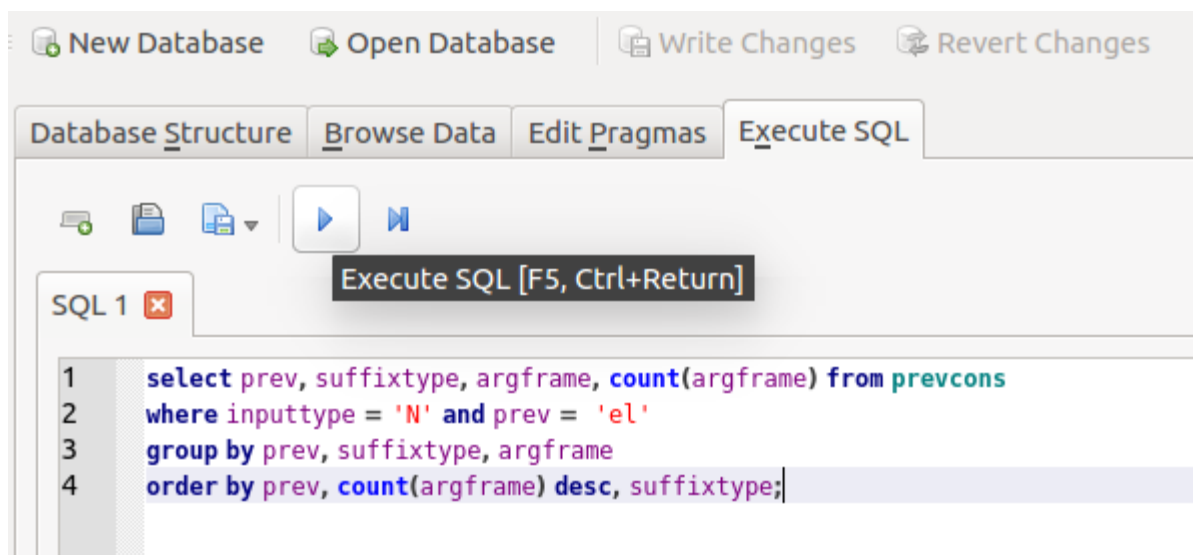 New Database Open Database Write Changes Revert Changes
Database Structure Browse Data Edit Pragmas Execute SQL
Execute SQL [F5, Ctrl+Return]
SQL 1
1 select prev, suffixtype, argframe, count(argframe) from prevcons
2 where inputtype = 'N' and prev = 'el'
3 group by prev, suffixtype, argframe
4 order by prev, count(argframe) desc, suffixtype;